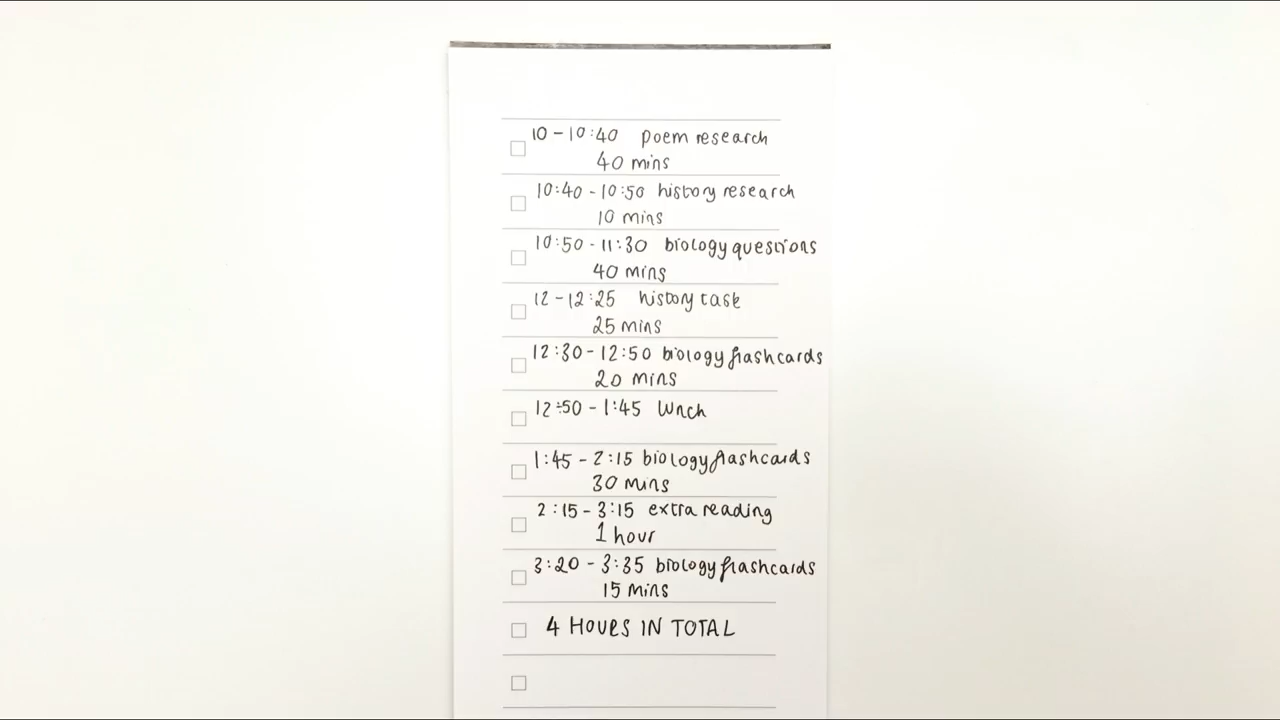 10 - 10:40 poem research
40 mins
10:40 - 10:50 history research
10 mins
10:50 - 11:30 biology questions
40 mins
12 - 12:25 history task
25 mins
12:30 - 12:50 biology flashcards
20 mins
12:50 - 1:45 lunch
1:45 - 2:15 biology flashcards
30 mins
2:15 - 3:15 extra reading
1 hour
3:20 - 3:35 biology flashcards
15 mins
4 HOURS IN TOTAL